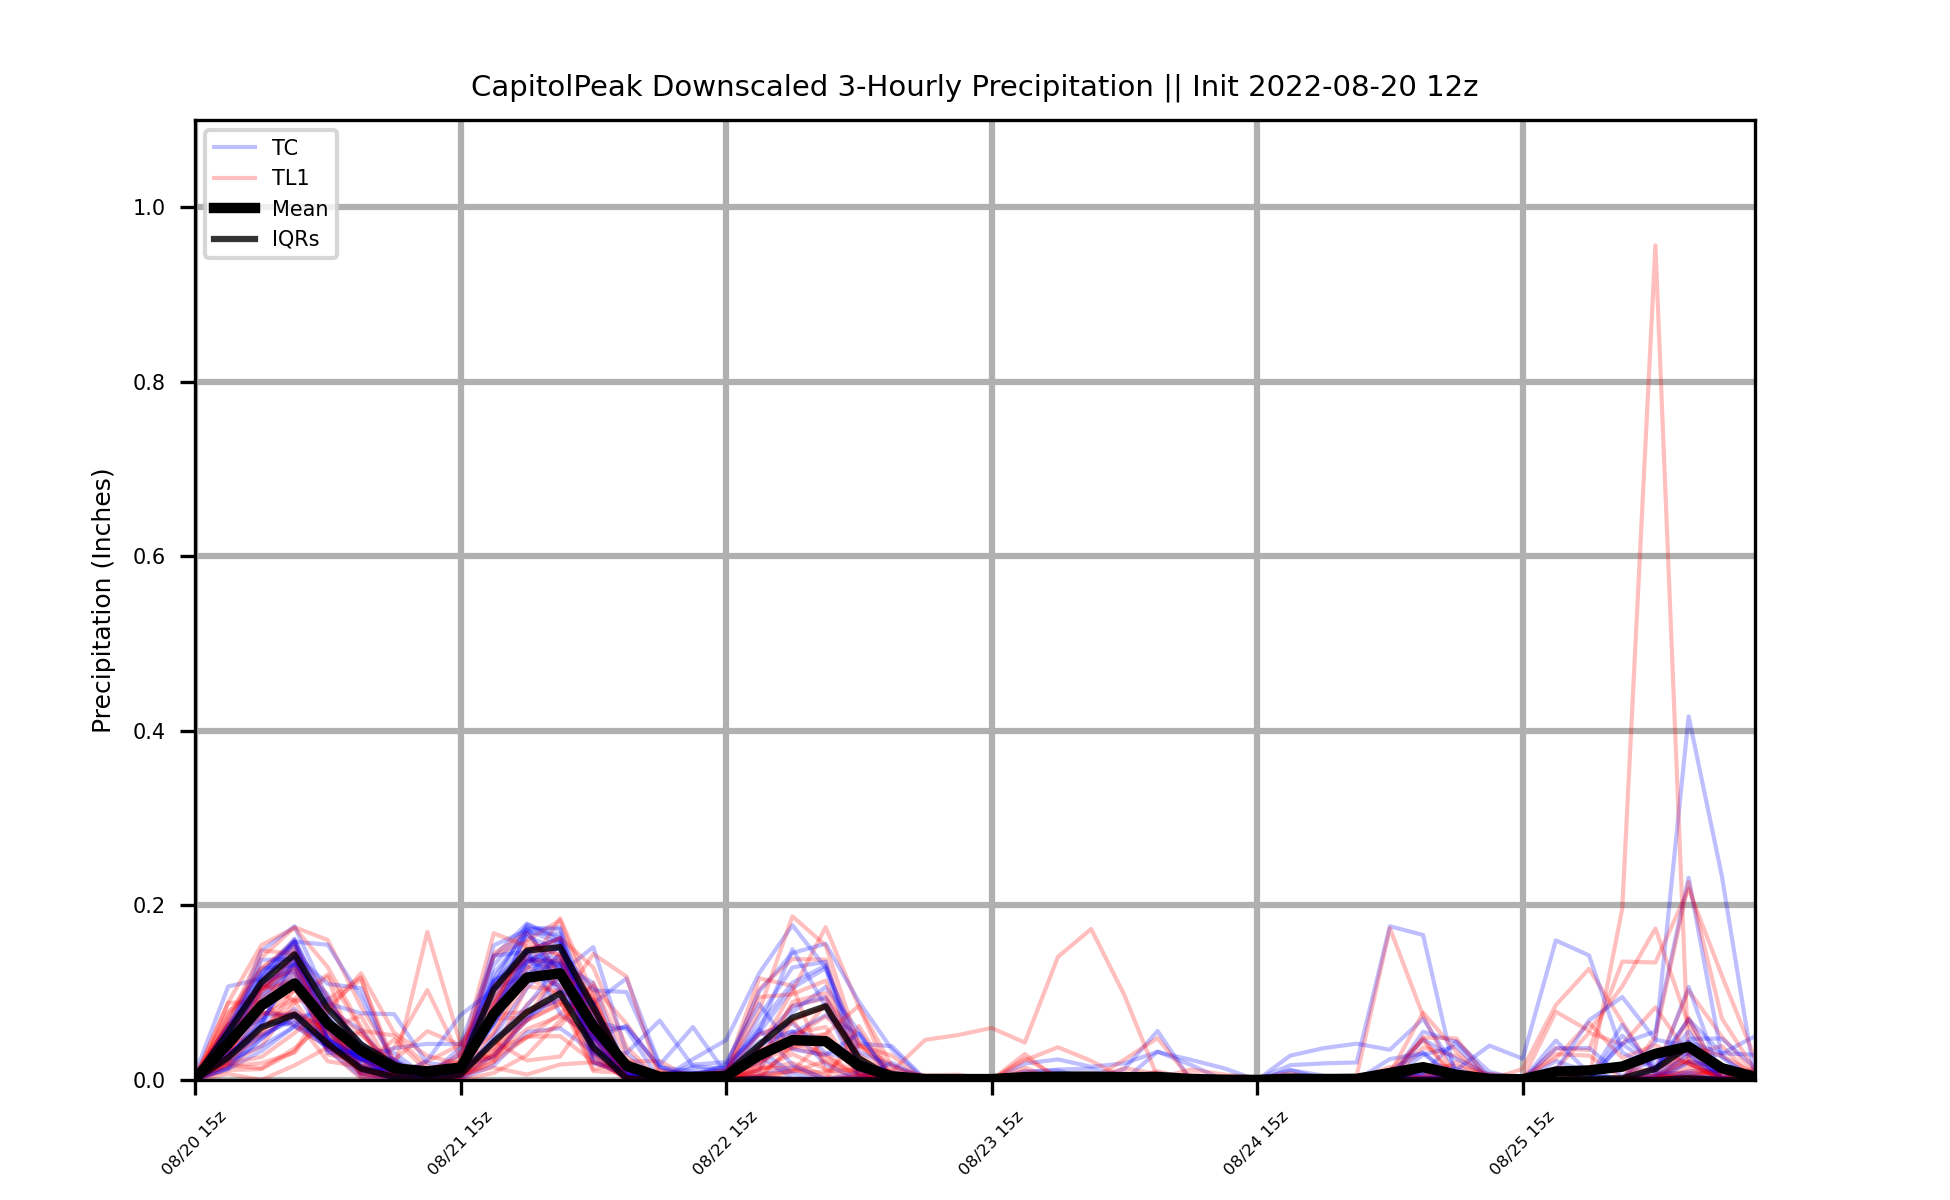 CapitolPeak Downscaled 3-Hourly Precipitation || Init 2022-08-20 12z
TC
TL1
Mean
IQRs
Precipitation (Inches)
1.0
0.8
0.6
0.4
0.2
0.0
08/20 15z
08/21 15z
08/22 15z
08/23 15z
08/24 15z
08/25 15z